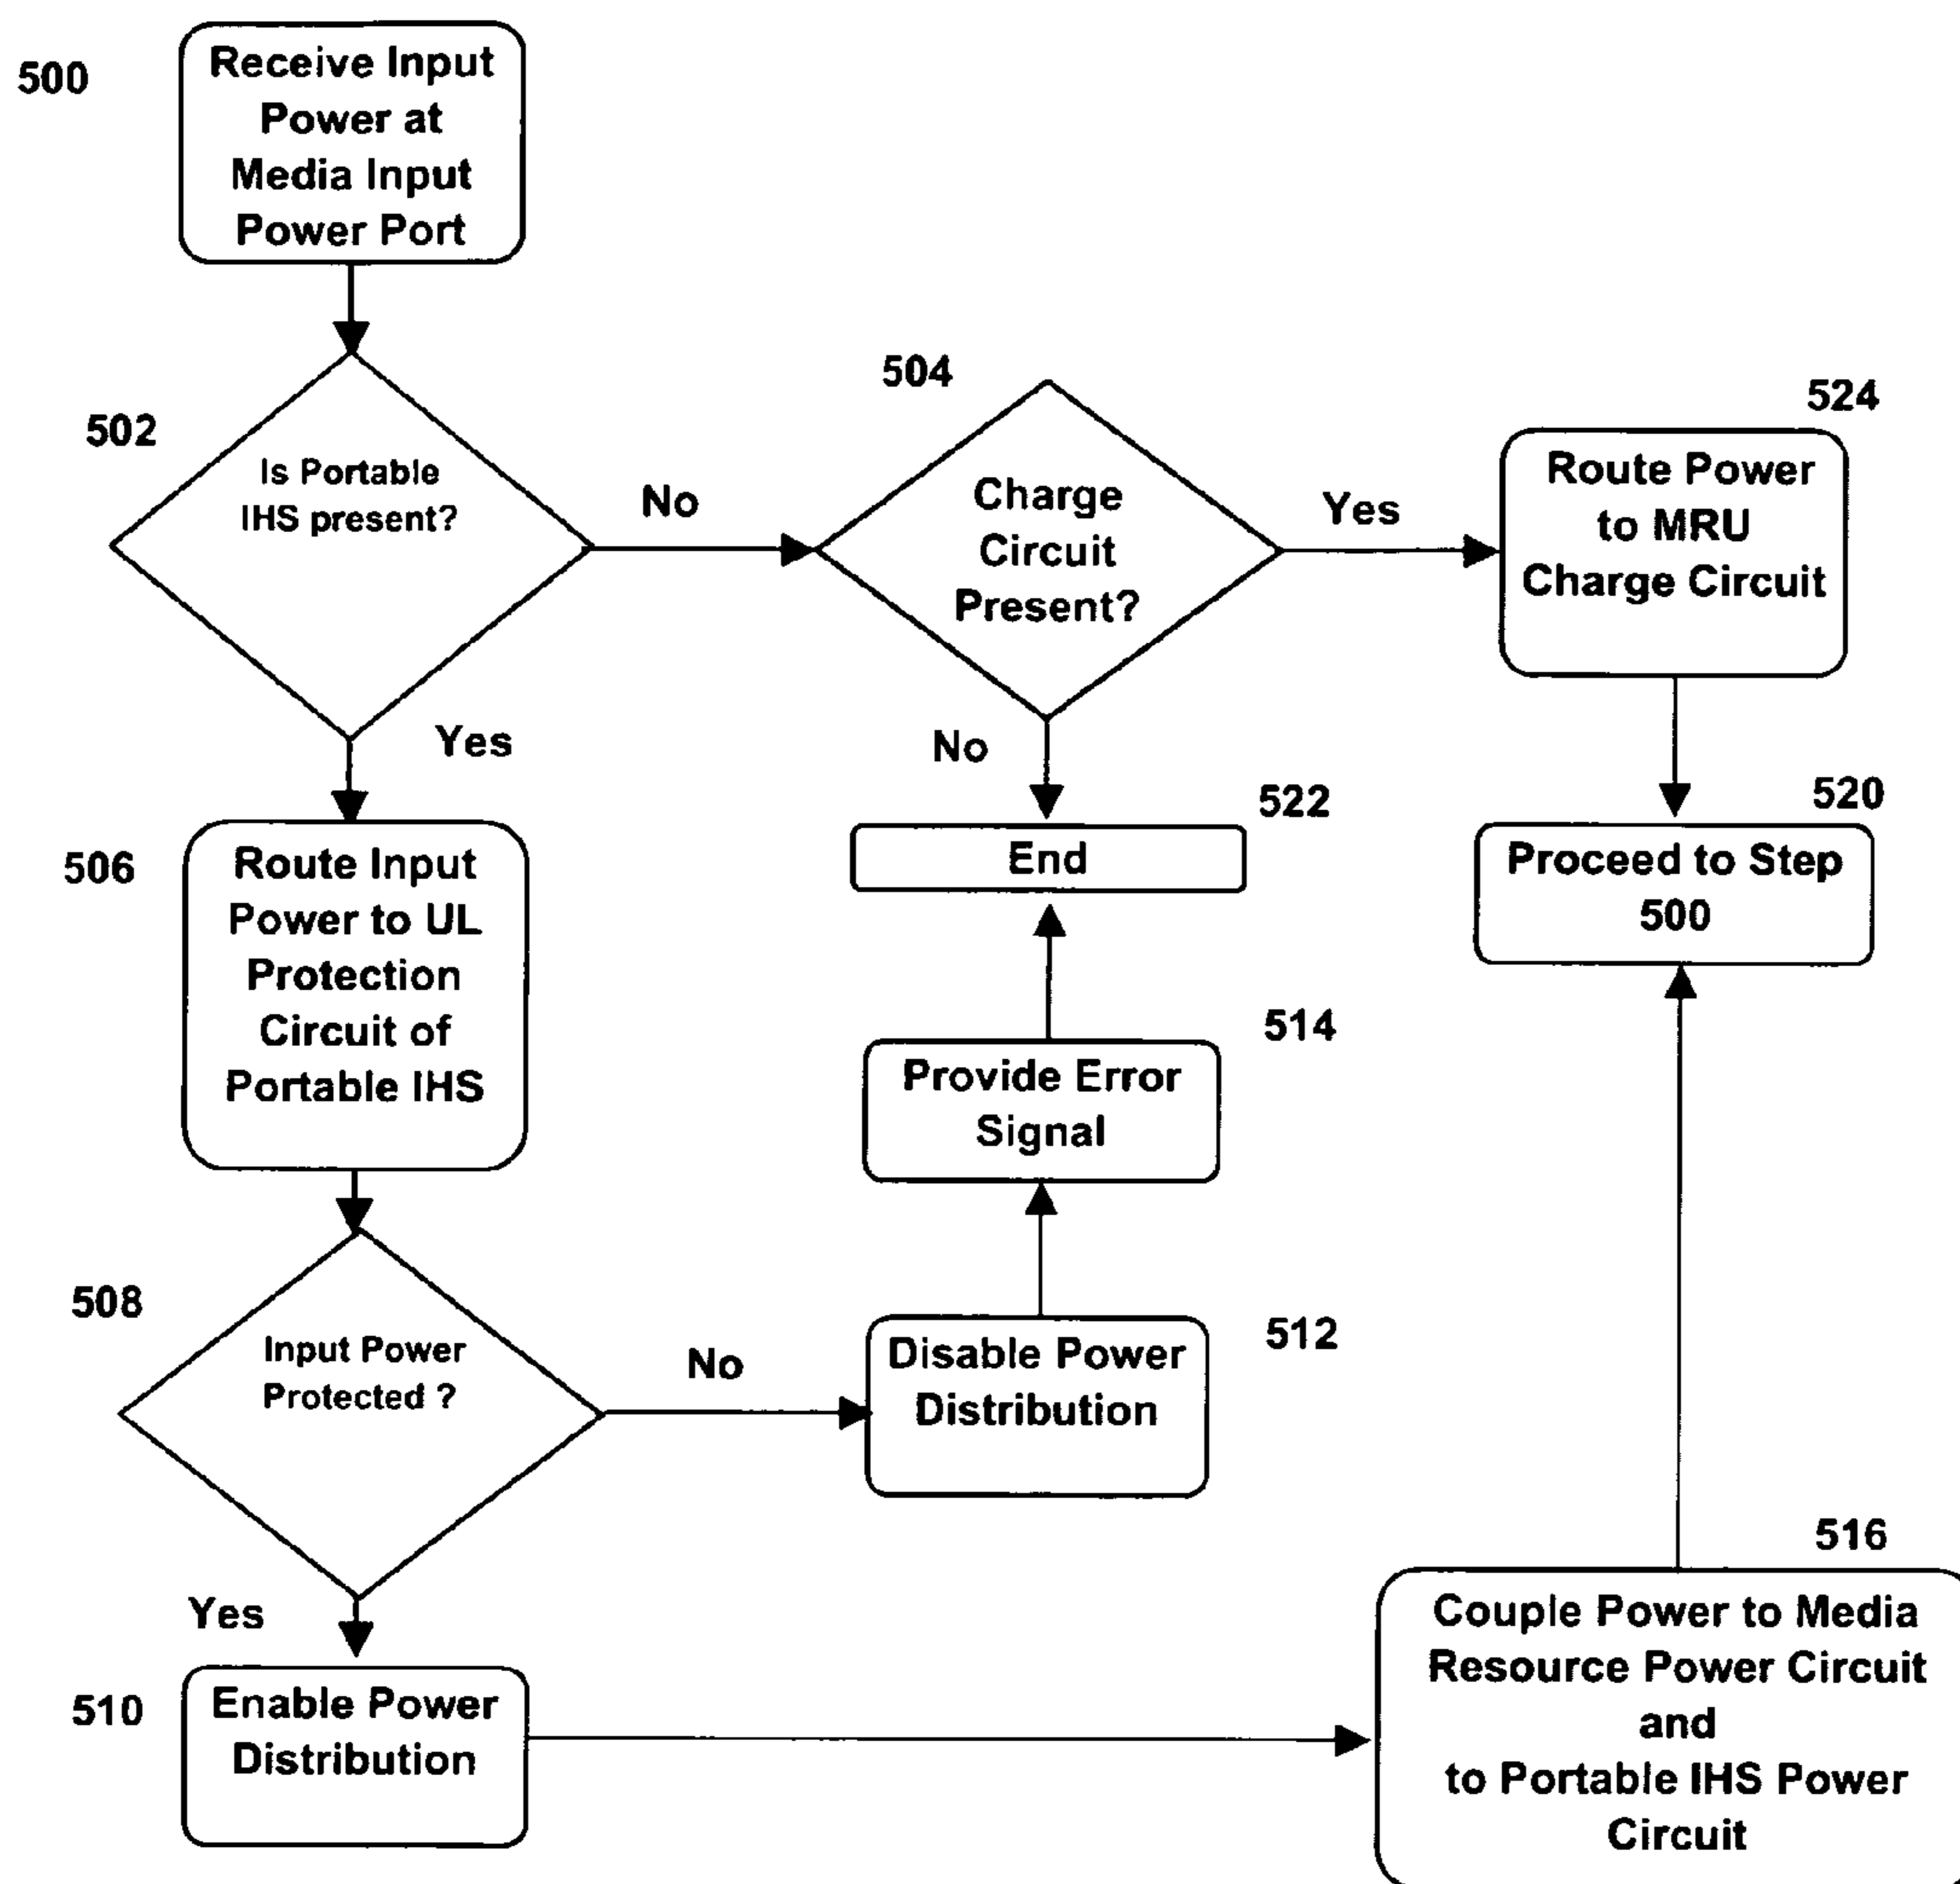 500
Receive Input
Power at
Media Input
Power Port
502
Is Portable
IHS present?
No
504
Charge
Circuit
Present?
Yes
524
Route Power
to MRU
Charge Circuit
Yes
No
522
End
520
Proceed to Step
500
506
Route Input
Power to UL
Protection
Circuit of
Portable IHS
514
Provide Error
Signal
508
Input Power
Protected ?
No
512
Disable Power
Distribution
Yes
510
Enable Power
Distribution
516
Couple Power to Media
Resource Power Circuit
and
to Portable IHS Power
Circuit